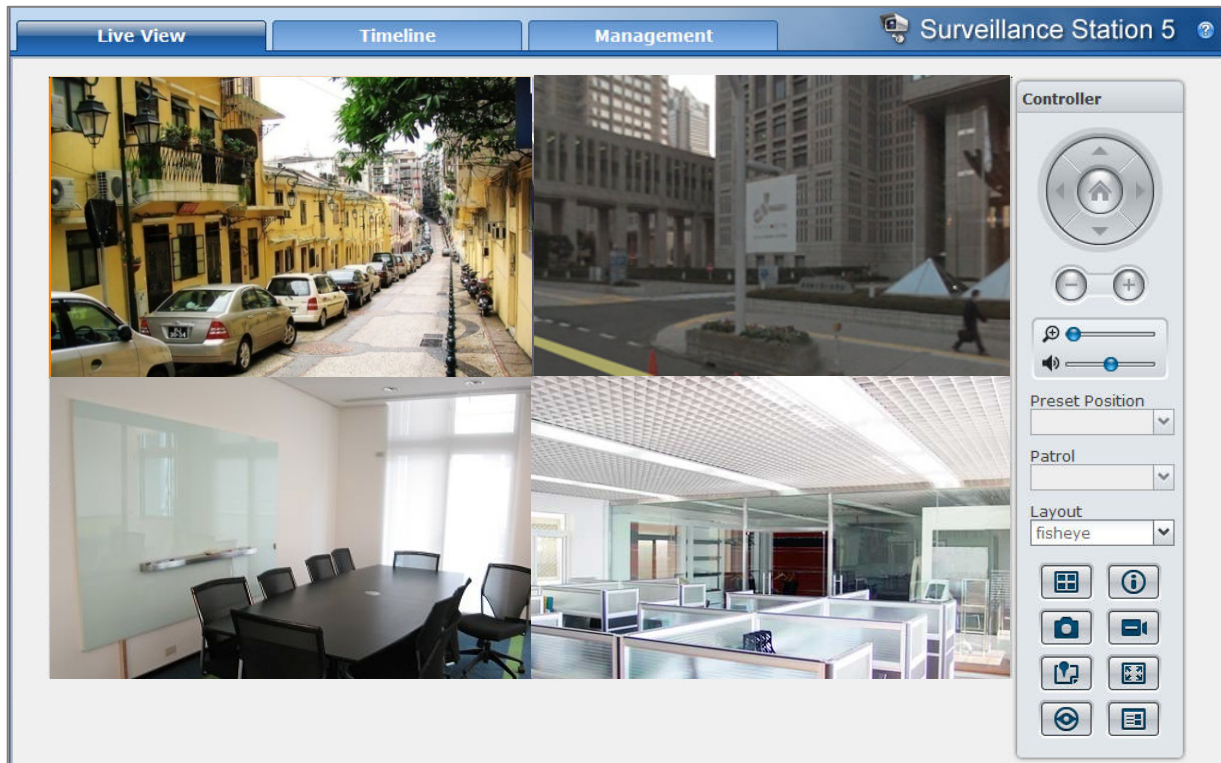 Live View
Timeline
Management
Surveillance Station 5
Controller
Preset Position
Patrol
Layout
fisheye